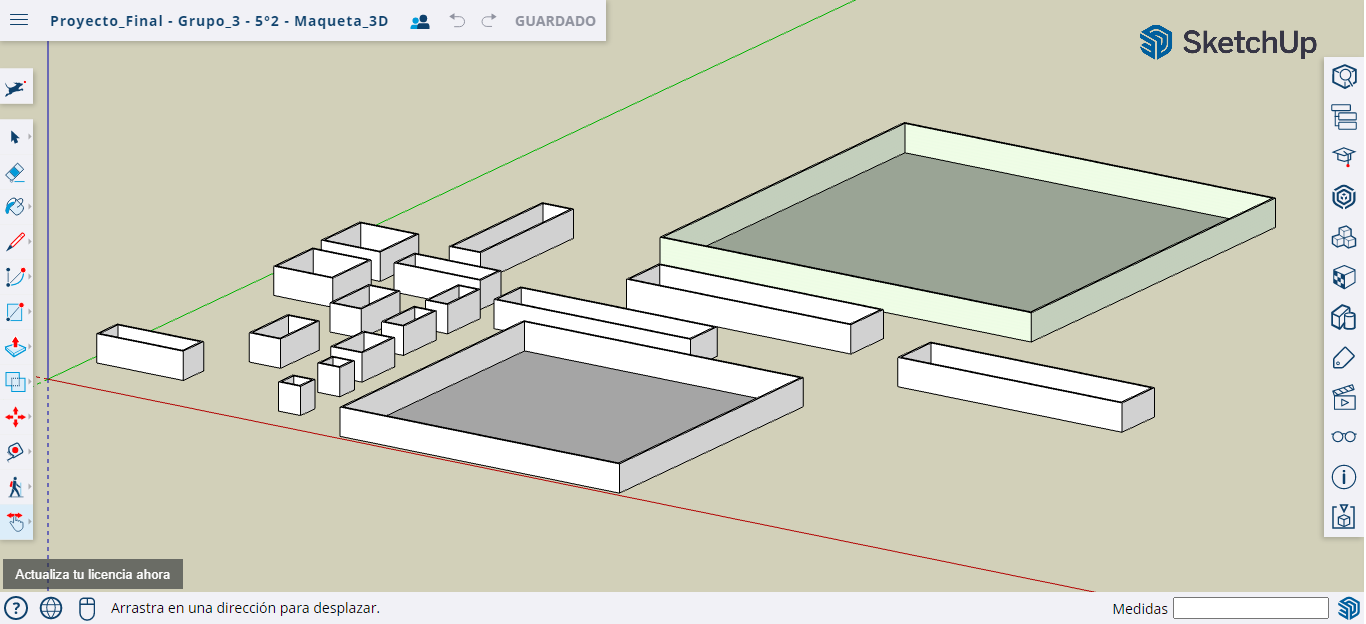 Proyecto_Final - Grupo_3 - 5°2 - Maqueta_3D
GUARDADO
SketchUp
Actualiza tu licencia ahora
Arrastra en una dirección para desplazar.
Medidas